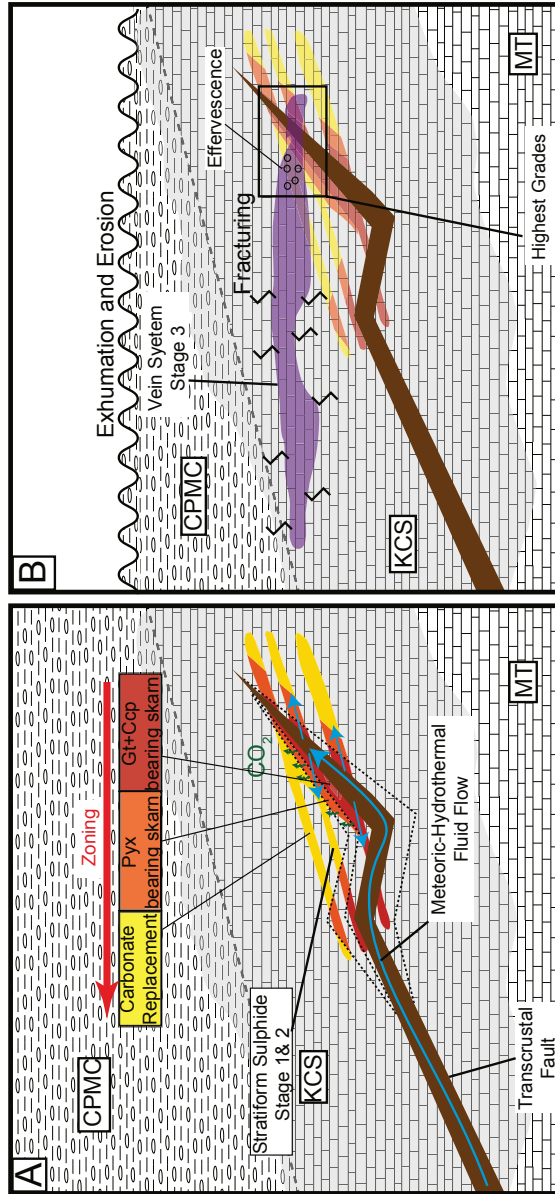 A
CPMC
Zoning
Carbonate
Replacement
Pyx
bearing skarn
Gt+Ccp
bearing skarn
CO2
Stratiform Sulphide
Stage 1& 2
KCS
MT
Meteoric-Hydrothermal
Fluid Flow
Transcrustal
Fault
B
Exhumation and Erosion
Vein Syetem
Stage 3
CPMC
Fracturing
Effervescence
KCS
MT
Highest Grades